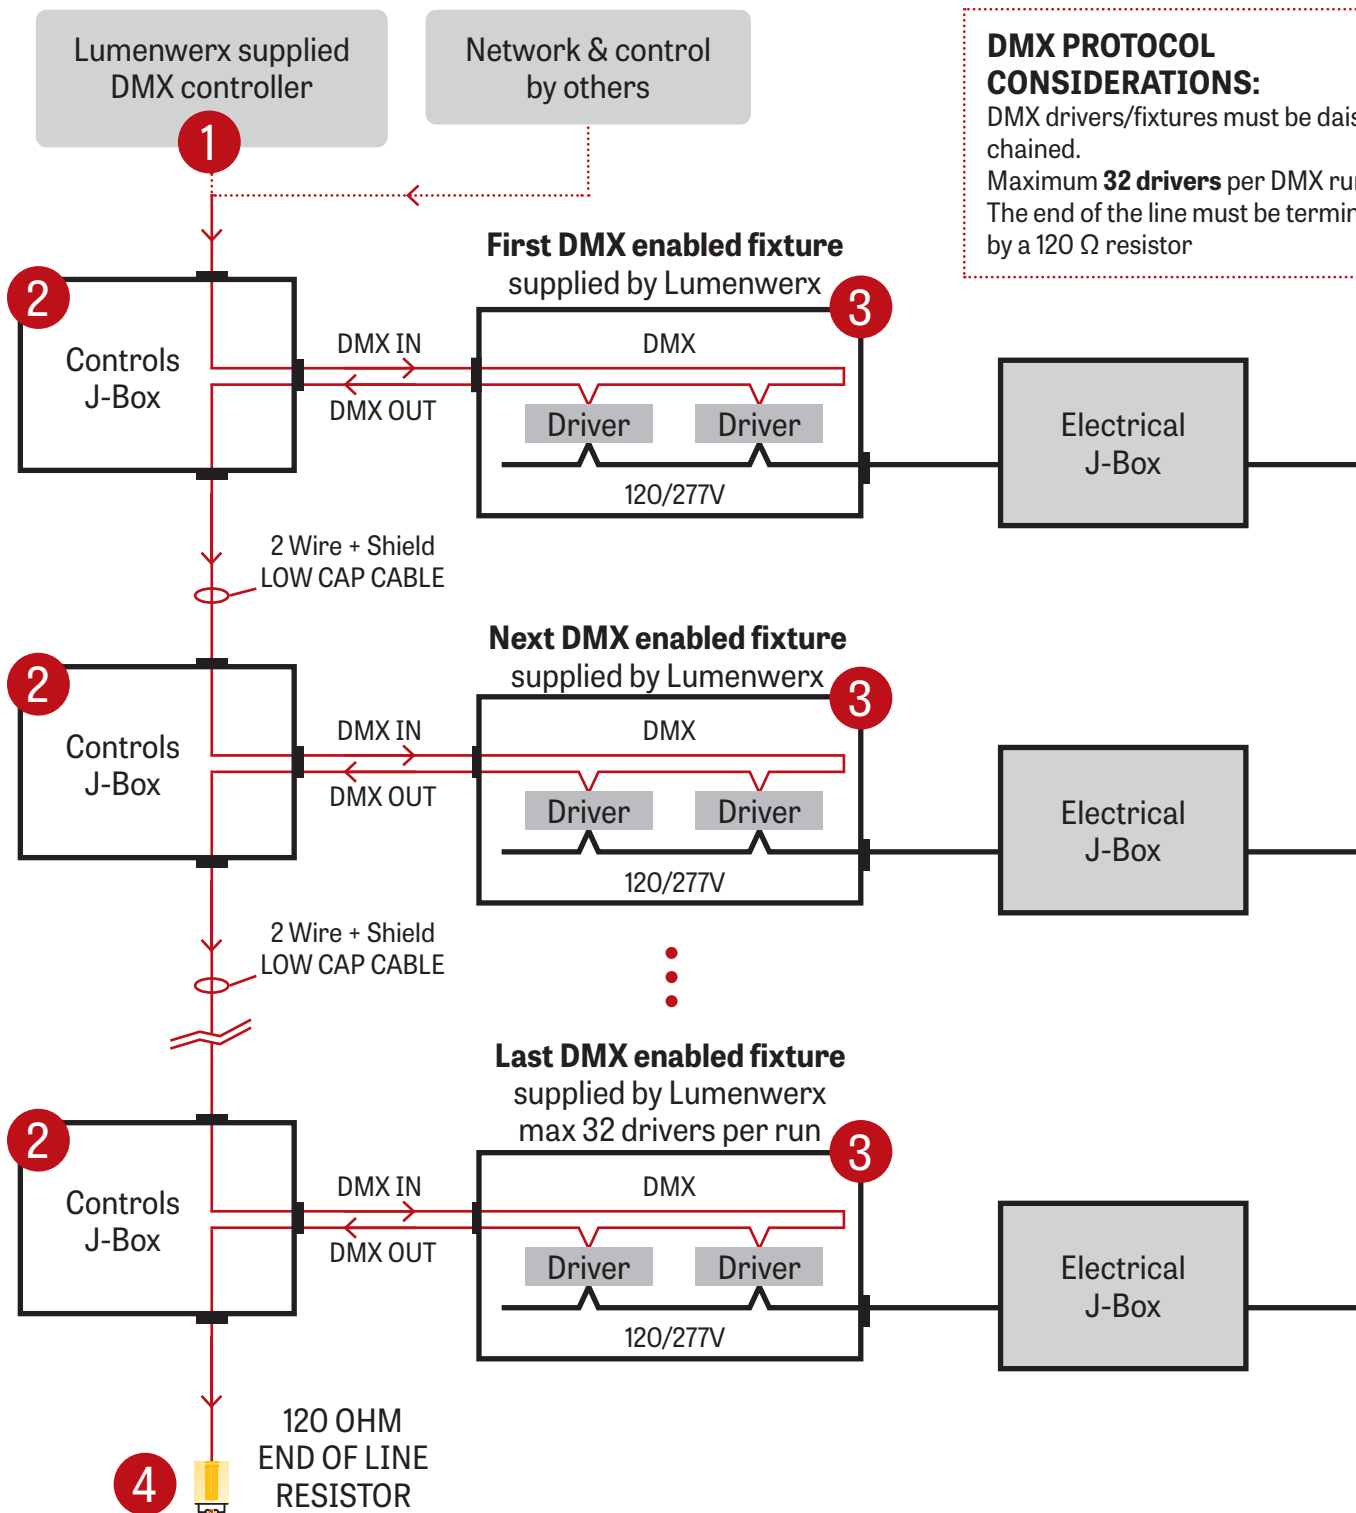 Lumenwerx supplied
DMX controller
1
Network & control
by others
DMX PROTOCOL
CONSIDERATIONS:
DMX drivers/fixtures must be
chained.
Maximum 32 drivers per DMX
The end of the line must be
by a 120 Ω resistor
First DMX enabled fixture
supplied by Lumenwerx
2
Controls
J-Box
DMX IN
DMX OUT
3
DMX
Driver
Driver
120/277V
Electrical
J-Box
2 Wire + Shield
LOW CAP CABLE
Next DMX enabled fixture
supplied by Lumenwerx
2
Controls
J-Box
DMX IN
DMX OUT
3
DMX
Driver
Driver
120/277V
Electrical
J-Box
2 Wire + Shield
LOW CAP CABLE
Last DMX enabled fixture
supplied by Lumenwerx
max 32 drivers per run
2
Controls
J-Box
DMX IN
DMX OUT
3
DMX
Driver
Driver
120/277V
Electrical
J-Box
4
120 OHM
END OF LINE
RESISTOR